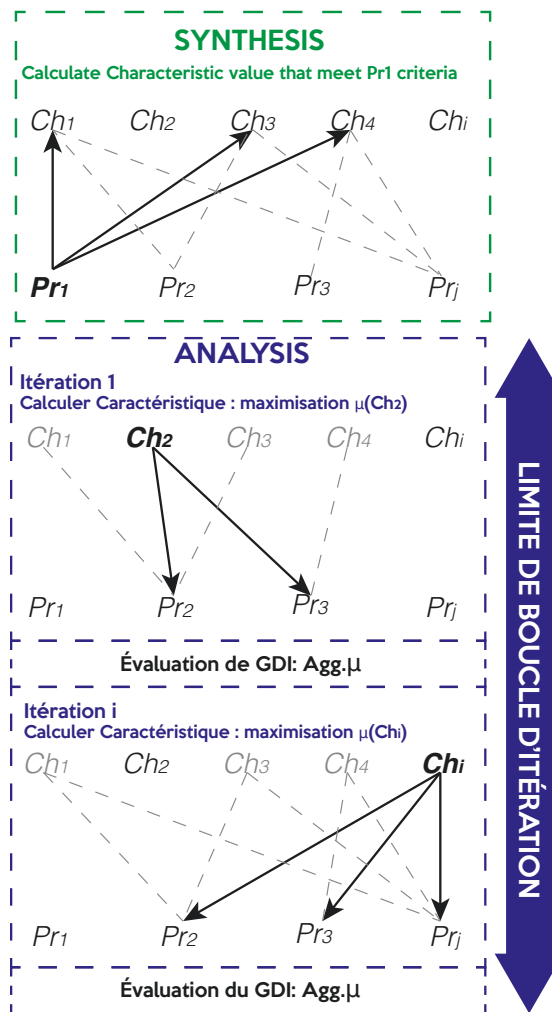 SYNTHESIS
Calculate Characteristic value that meet Pr1 criteria
Ch1 Ch2 Ch3 Ch4 Chi
Pr1 Pr2 Pr3 Prj
ANALYSIS
Itération 1
Calculer Caractéristique : maximisation μ(Ch2)
Ch1 Ch2 Ch3 Ch4 Chi
Pr1 Pr2 Pr3 Prj
Évaluation de GDI: Agg.μ
Itération i
Calculer Caractéristique : maximisation μ(Chi)
Ch1 Ch2 Ch3 Ch4 Chi
Pr1 Pr2 Pr3 Prj
Évaluation du GDI: Agg.μ
LIMITE DE BOUCLE D'ITÉRATION